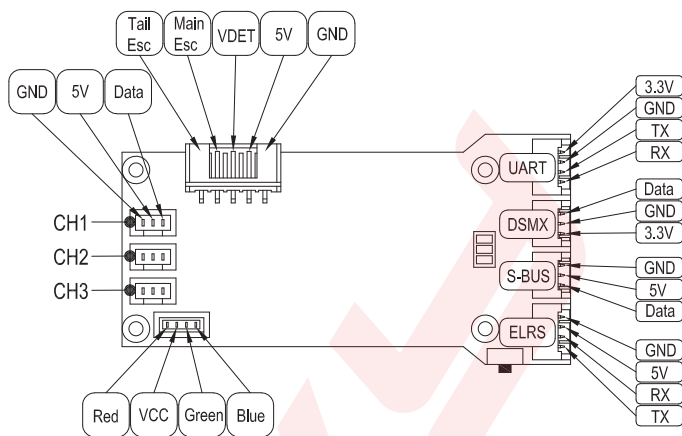 Tail Esc
Main Esc
VDET
5V
GND
GND
5V
Data
CH1
CH2
CH3
Red
VCC
Green
Blue
UART
3.3V
GND
TX
RX
DSMX
Data
GND
3.3V
S-BUS
GND
5V
Data
ELRS
GND
5V
RX
TX